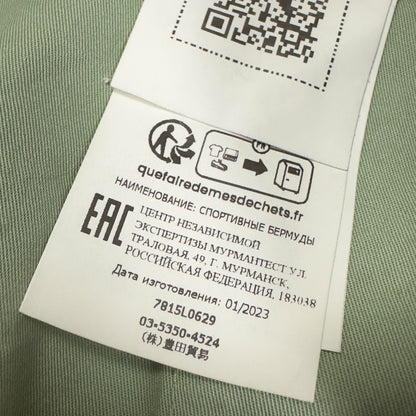 quefairedemesdechets.fr
НАИМЕНОВАНИЕ: СПОРТИВНЫЕ БЕРМУДЫ
EAC
ЦЕНТР НЕЗАВИСИМОЙ
ЭКСПЕРТИЗЫ МУРМАНТЕСТ УЛ.
ТРАЛОВАЯ, 49, Г. МУРМАНСК,
РОССИЙСКАЯ ФЕДЕРАЦИЯ, 183038
Дата изготовления: 01/2023
7815L0629
03-5350-4524
(株)豊田貿易